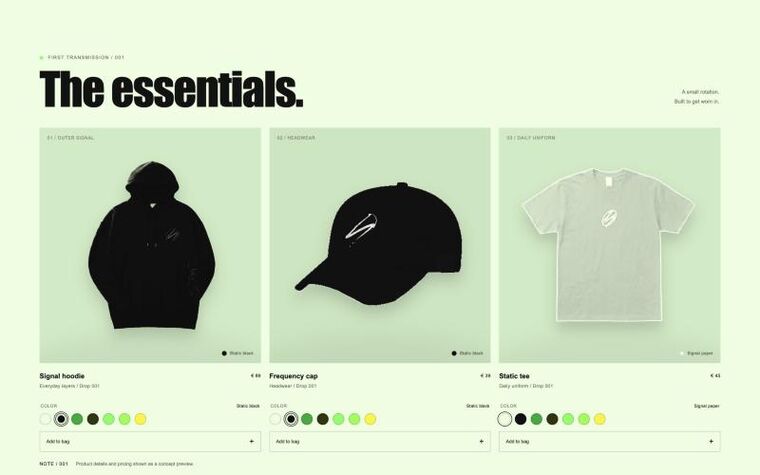 FIRST TRANSMISSION / 001
The essentials.
A small rotation.
Built to get worn in.
01 / OUTER SIGNAL
02 / HEADWEAR
03 / DAILY UNIFORM
Static black
Static black
Signal paper
Signal hoodie
€ 89
Everyday layers / Drop 001
Frequency cap
€ 39
Headwear / Drop 001
Static tee
€ 45
Daily uniform / Drop 001
COLOR
Static black
COLOR
Static black
COLOR
Signal paper
Add to bag +
Add to bag +
Add to bag +
NOTE / 001 Product details and pricing shown as a concept preview.